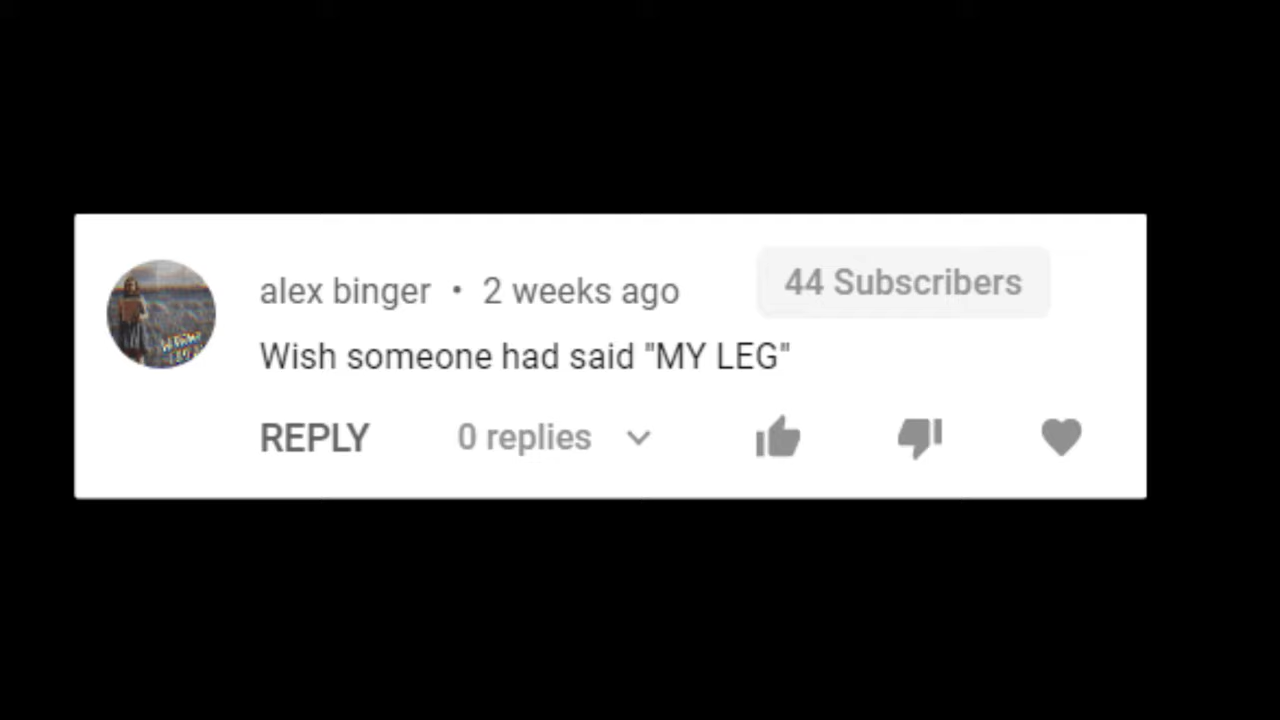 alex binger • 2 weeks ago 44 Subscribers
Wish someone had said "MY LEG"
REPLY 0 replies